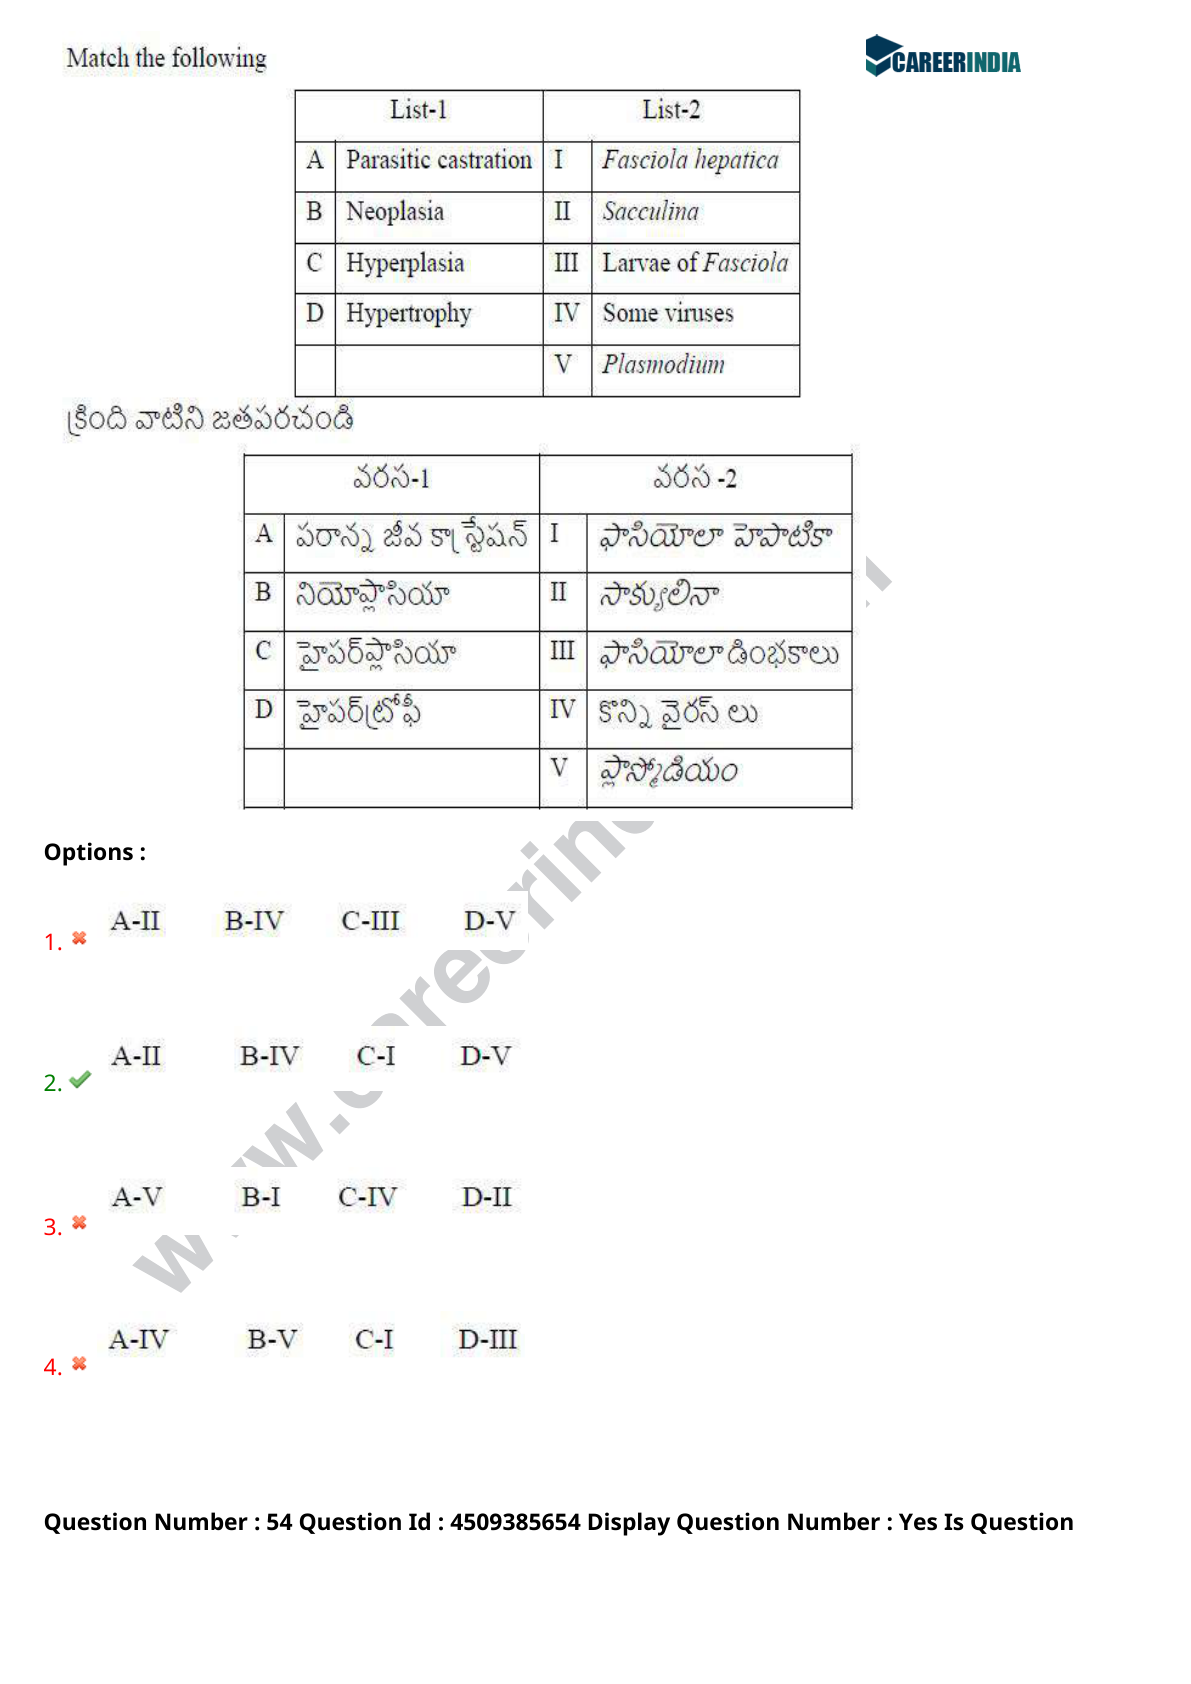 Match the following
CAREERINDIA
List-1 List-2
A Parasitic castration I Fasciola hepatica
B Neoplasia II Sacculina
C Hyperplasia III Larvae of Fasciola
D Hypertrophy IV Some viruses
V Plasmodium
క్రింది వాటిని జతపరచండి
వరస-1 వరస -2
A పరాన్న జీవ కాస్ట్రేషన్ I ఫాసియోలా హెపాటికా
B నియోప్లాసియా II సాక్యులినా
C హైపర్‌ప్లాసియా III ఫాసియోలా డింభకాలు
D హైపర్‌ట్రోఫీ IV కొన్ని వైరస్ లు
V ప్లాస్మోడియం
Options :
1. A-II B-IV C-III D-V
2. A-II B-IV C-I D-V
3. A-V B-I C-IV D-II
4. A-IV B-V C-I D-III
Question Number : 54 Question Id : 4509385654 Display Question Number : Yes Is Question